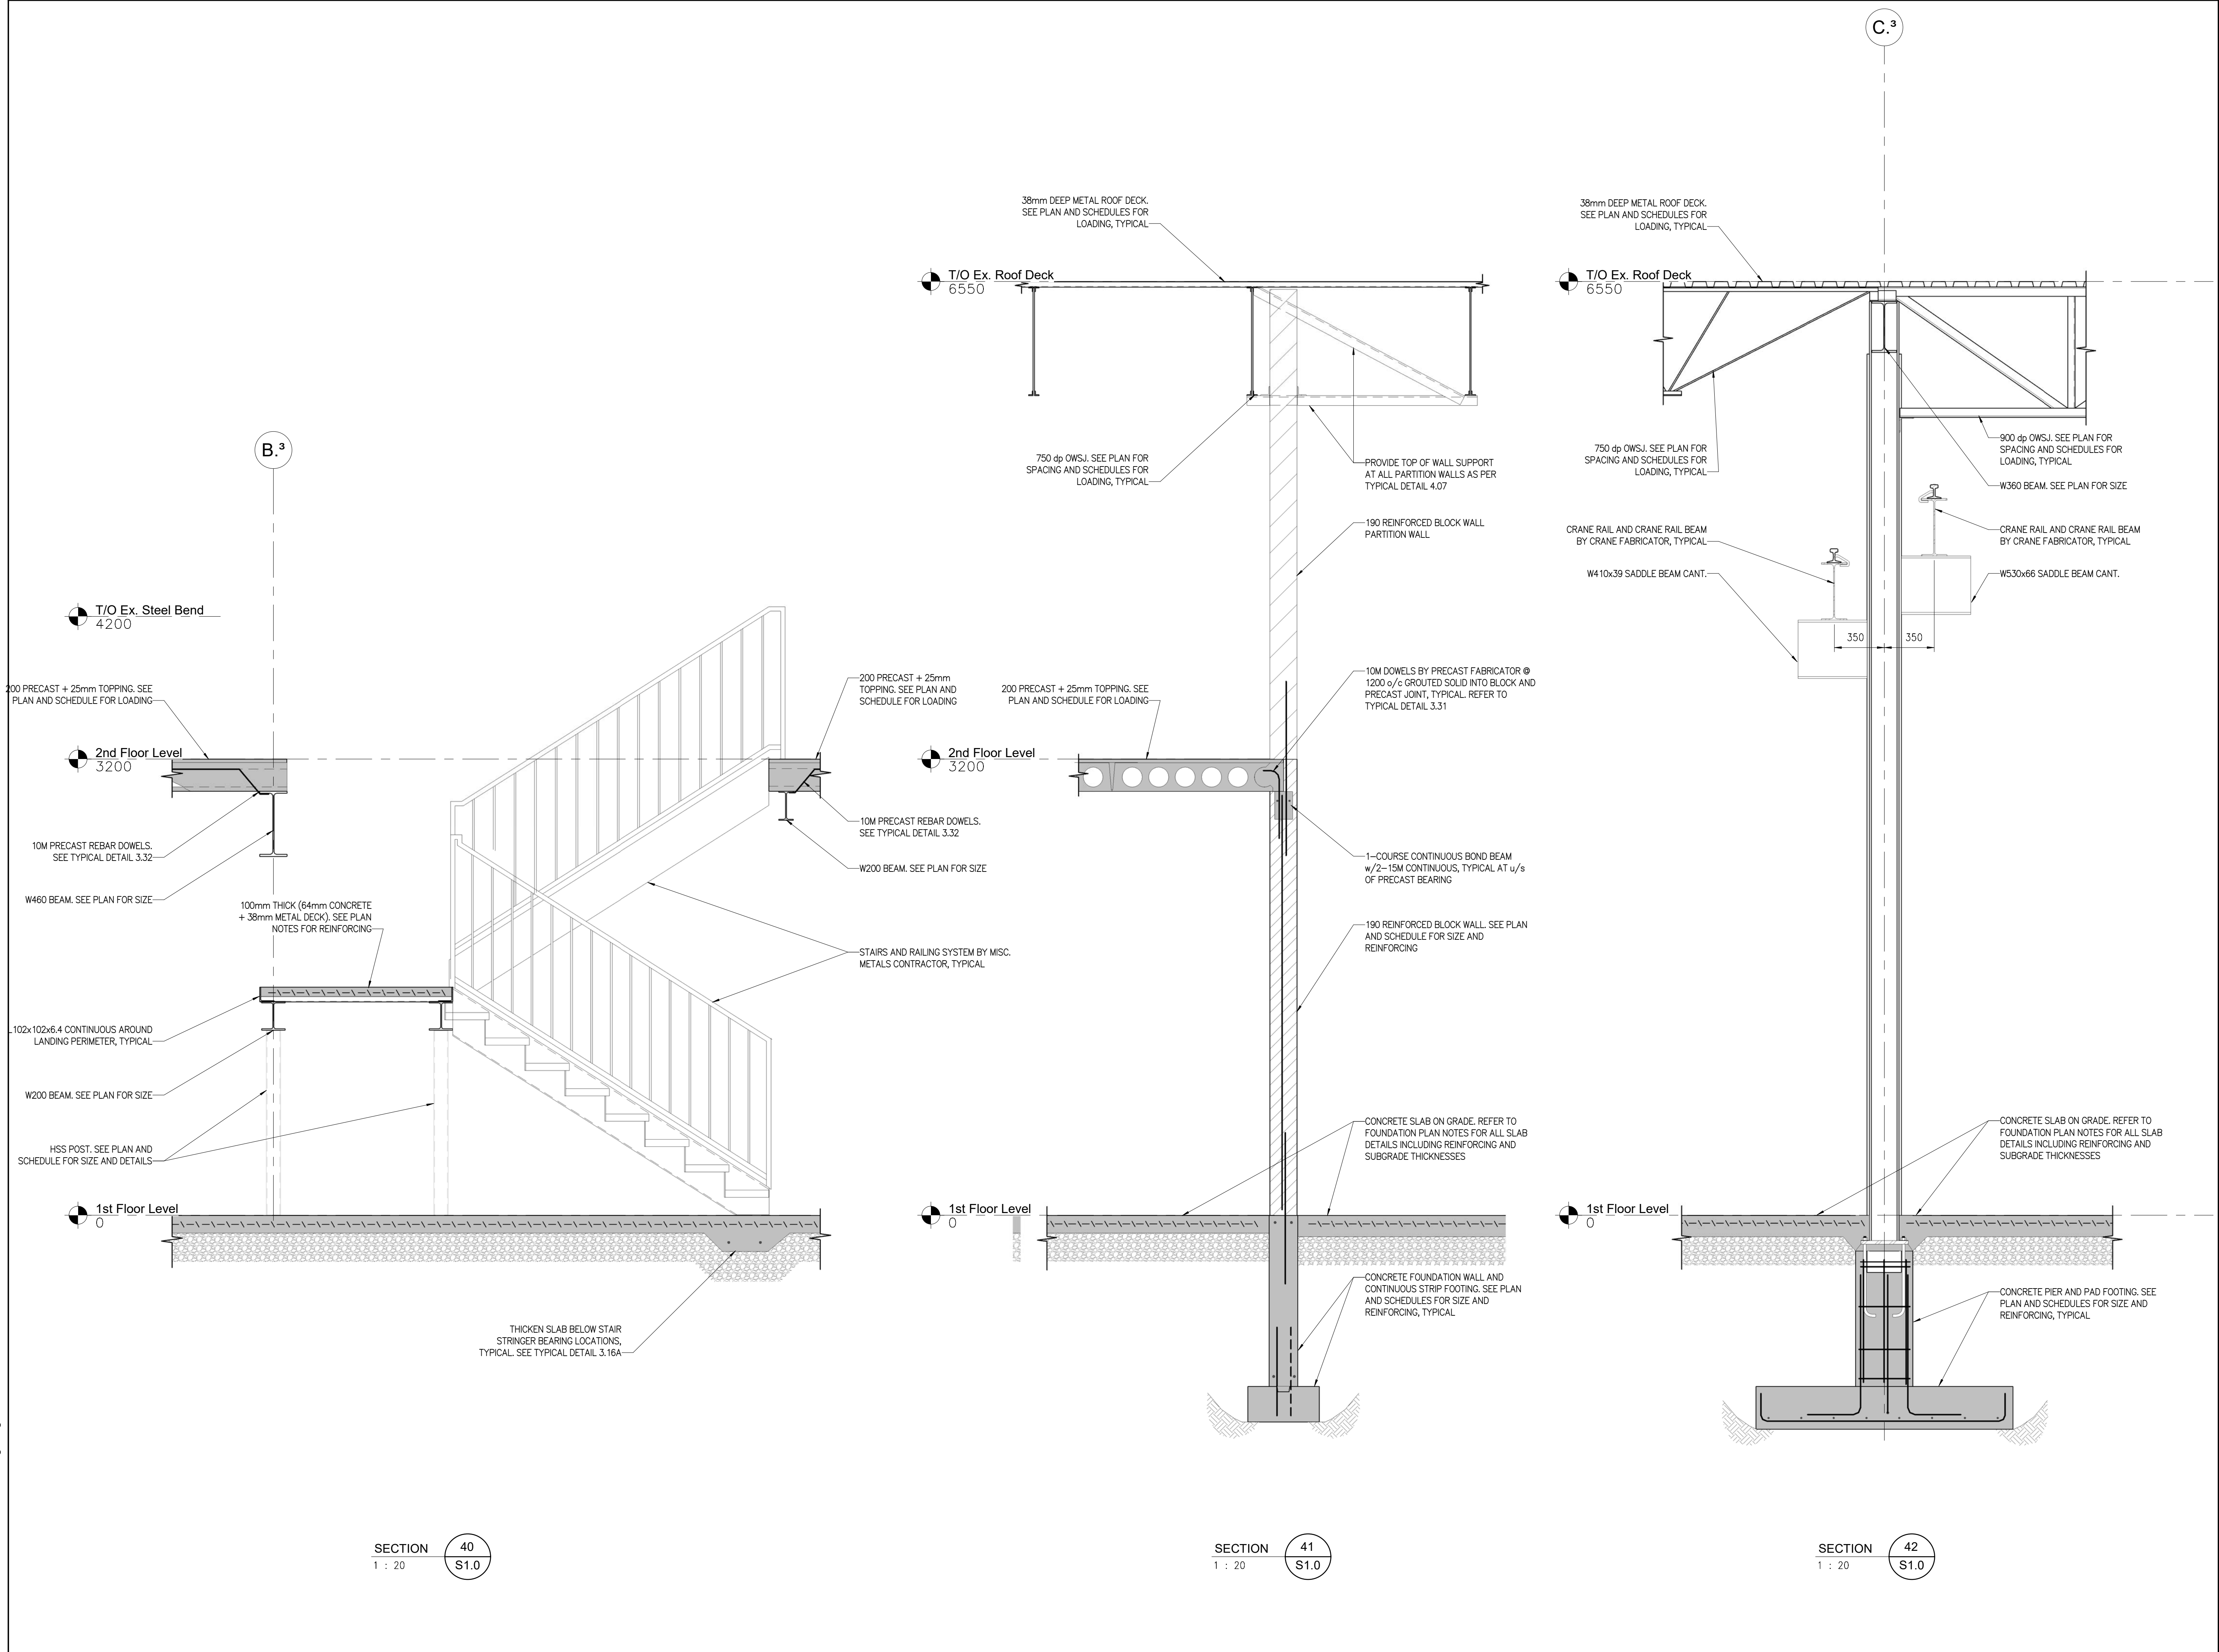 C.³
38mm DEEP METAL ROOF DECK.
SEE PLAN AND SCHEDULES FOR
LOADING, TYPICAL
38mm DEEP METAL ROOF DECK.
SEE PLAN AND SCHEDULES FOR
LOADING, TYPICAL
T/O Ex. Roof Deck
6550
T/O Ex. Roof Deck
6550
B.³
750 dp OWSJ. SEE PLAN FOR
SPACING AND SCHEDULES FOR
LOADING, TYPICAL
PROVIDE TOP OF WALL SUPPORT
AT ALL PARTITION WALLS AS PER
TYPICAL DETAIL 4.07
190 REINFORCED BLOCK WALL
PARTITION WALL
750 dp OWSJ. SEE PLAN FOR
SPACING AND SCHEDULES FOR
LOADING, TYPICAL
900 dp OWSJ. SEE PLAN FOR
SPACING AND SCHEDULES FOR
LOADING, TYPICAL
W360 BEAM. SEE PLAN FOR SIZE
CRANE RAIL AND CRANE RAIL BEAM
BY CRANE FABRICATOR, TYPICAL
CRANE RAIL AND CRANE RAIL BEAM
BY CRANE FABRICATOR, TYPICAL
W410x39 SADDLE BEAM CANT.
W530x66 SADDLE BEAM CANT.
350
350
T/O Ex. Steel Bend
4200
200 PRECAST + 25mm TOPPING. SEE
PLAN AND SCHEDULE FOR LOADING
200 PRECAST + 25mm
TOPPING. SEE PLAN AND
SCHEDULE FOR LOADING
200 PRECAST + 25mm TOPPING. SEE
PLAN AND SCHEDULE FOR LOADING
10M DOWELS BY PRECAST FABRICATOR @
1200 o/c GROUTED SOLID INTO BLOCK AND
PRECAST JOINT, TYPICAL. REFER TO
TYPICAL DETAIL 3.31
2nd Floor Level
3200
2nd Floor Level
3200
10M PRECAST REBAR DOWELS.
SEE TYPICAL DETAIL 3.32
10M PRECAST REBAR DOWELS.
SEE TYPICAL DETAIL 3.32
W200 BEAM. SEE PLAN FOR SIZE
W460 BEAM. SEE PLAN FOR SIZE
100mm THICK (64mm CONCRETE
+ 38mm METAL DECK). SEE PLAN
NOTES FOR REINFORCING
1-COURSE CONTINUOUS BOND BEAM
w/2-15M CONTINUOUS, TYPICAL AT u/s
OF PRECAST BEARING
190 REINFORCED BLOCK WALL. SEE PLAN
AND SCHEDULE FOR SIZE AND
REINFORCING
STAIRS AND RAILING SYSTEM BY MISC.
METALS CONTRACTOR, TYPICAL
102x102x6.4 CONTINUOUS AROUND
LANDING PERIMETER, TYPICAL
W200 BEAM. SEE PLAN FOR SIZE
HSS POST. SEE PLAN AND
SCHEDULE FOR SIZE AND DETAILS
CONCRETE SLAB ON GRADE. REFER TO
FOUNDATION PLAN NOTES FOR ALL SLAB
DETAILS INCLUDING REINFORCING AND
SUBGRADE THICKNESSES
CONCRETE SLAB ON GRADE. REFER TO
FOUNDATION PLAN NOTES FOR ALL SLAB
DETAILS INCLUDING REINFORCING AND
SUBGRADE THICKNESSES
1st Floor Level
0
1st Floor Level
0
1st Floor Level
0
THICKEN SLAB BELOW STAIR
STRINGER BEARING LOCATIONS,
TYPICAL. SEE TYPICAL DETAIL 3.16A
CONCRETE FOUNDATION WALL AND
CONTINUOUS STRIP FOOTING. SEE PLAN
AND SCHEDULES FOR SIZE AND
REINFORCING, TYPICAL
CONCRETE PIER AND PAD FOOTING. SEE
PLAN AND SCHEDULES FOR SIZE AND
REINFORCING, TYPICAL
SECTION 40
1 : 20 S1.0
SECTION 41
1 : 20 S1.0
SECTION 42
1 : 20 S1.0